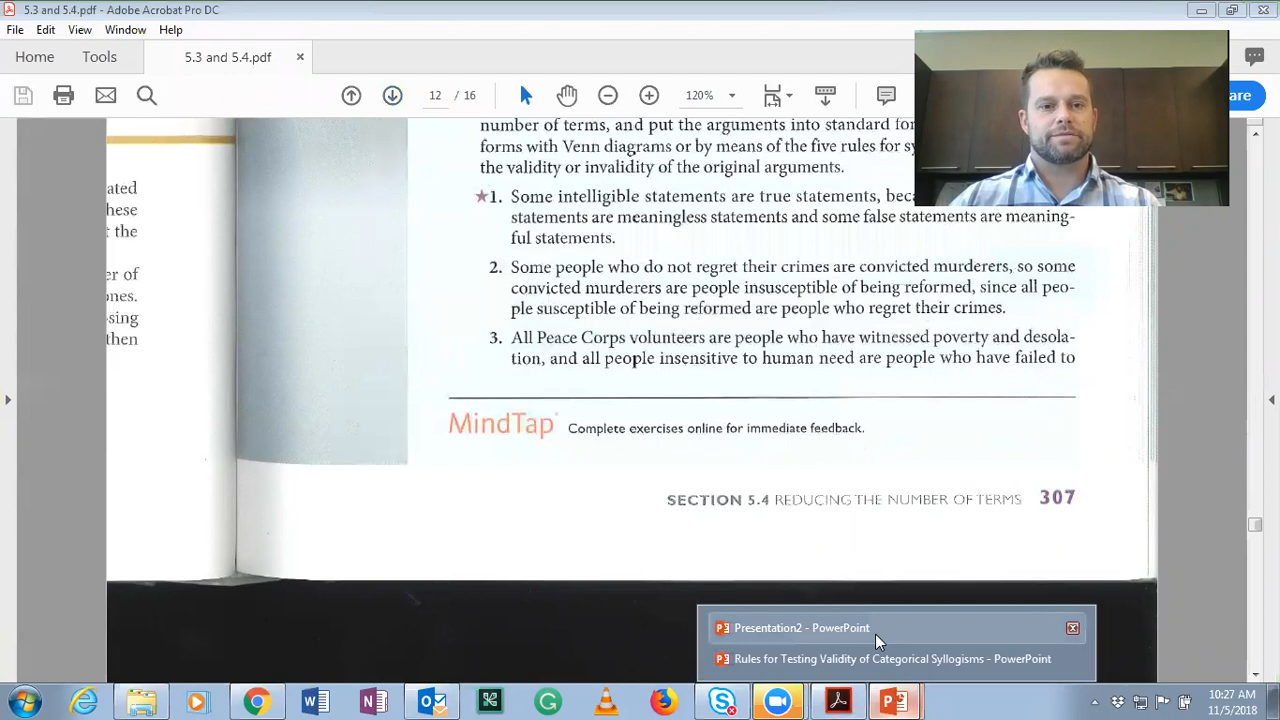 5.3 and 5.4.pdf - Adobe Acrobat Pro DC
File Edit View Window Help
Home Tools 5.3 and 5.4.pdf ×
12 / 16 120% are
number of terms, and put the arguments into standard for
forms with Venn diagrams or by means of the five rules for sy
the validity or invalidity of the original arguments.
ated
hese
t the
er of
ones.
sing
then
★1. Some intelligible statements are true statements, beca
statements are meaningless statements and some false statements are meaning-
ful statements.
2. Some people who do not regret their crimes are convicted murderers, so some
convicted murderers are people insusceptible of being reformed, since all peo-
ple susceptible of being reformed are people who regret their crimes.
3. All Peace Corps volunteers are people who have witnessed poverty and desola-
tion, and all people insensitive to human need are people who have failed to
MindTap Complete exercises online for immediate feedback.
SECTION 5.4 REDUCING THE NUMBER OF TERMS 307
Presentation2 - PowerPoint
Rules for Testing Validity of Categorical Syllogisms - PowerPoint
10:27 AM
11/5/2018